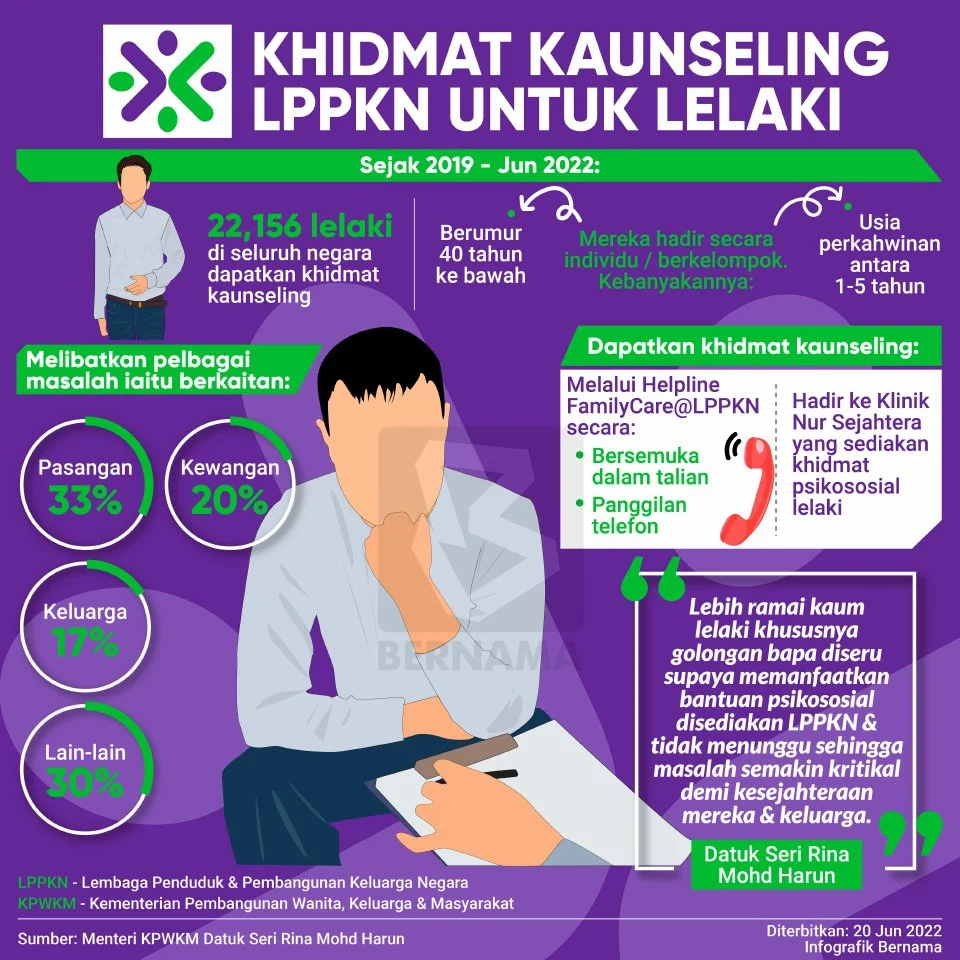 KHIDMAT KAUNSELING
LPPKN UNTUK LELAKI
Sejak 2019 - Jun 2022:
22,156 lelaki
di seluruh negara
dapatkan khidmat
kaunseling
Berumur
40 tahun
ke bawah
Mereka hadir secara
individu / berkelompok.
Kebanyakannya:
Usia
perkahwinan
antara
1-5 tahun
Melibatkan pelbagai
masalah iaitu berkaitan:
Pasangan
33%
Kewangan
20%
Keluarga
17%
Lain-lain
30%
Dapatkan khidmat kaunseling:
Melalui Helpline
FamilyCare@LPPKN
secara:
• Bersemuka
dalam talian
• Panggilan
telefon
Hadir ke Klinik
Nur Sejahtera
yang sediakan
khidmat
psikososial
lelaki
BERNAMA
"Lebih ramai kaum
lelaki khususnya
golongan bapa diseru
supaya memanfaatkan
bantuan psikososial
disediakan LPPKN &
tidak menunggu sehingga
masalah semakin kritikal
demi kesejahteraan
mereka & keluarga."
Datuk Seri Rina
Mohd Harun
LPPKN - Lembaga Penduduk & Pembangunan Keluarga Negara
KPWKM - Kementerian Pembangunan Wanita, Keluarga & Masyarakat
Sumber: Menteri KPWKM Datuk Seri Rina Mohd Harun
Diterbitkan: 20 Jun 2022
Infografik Bernama